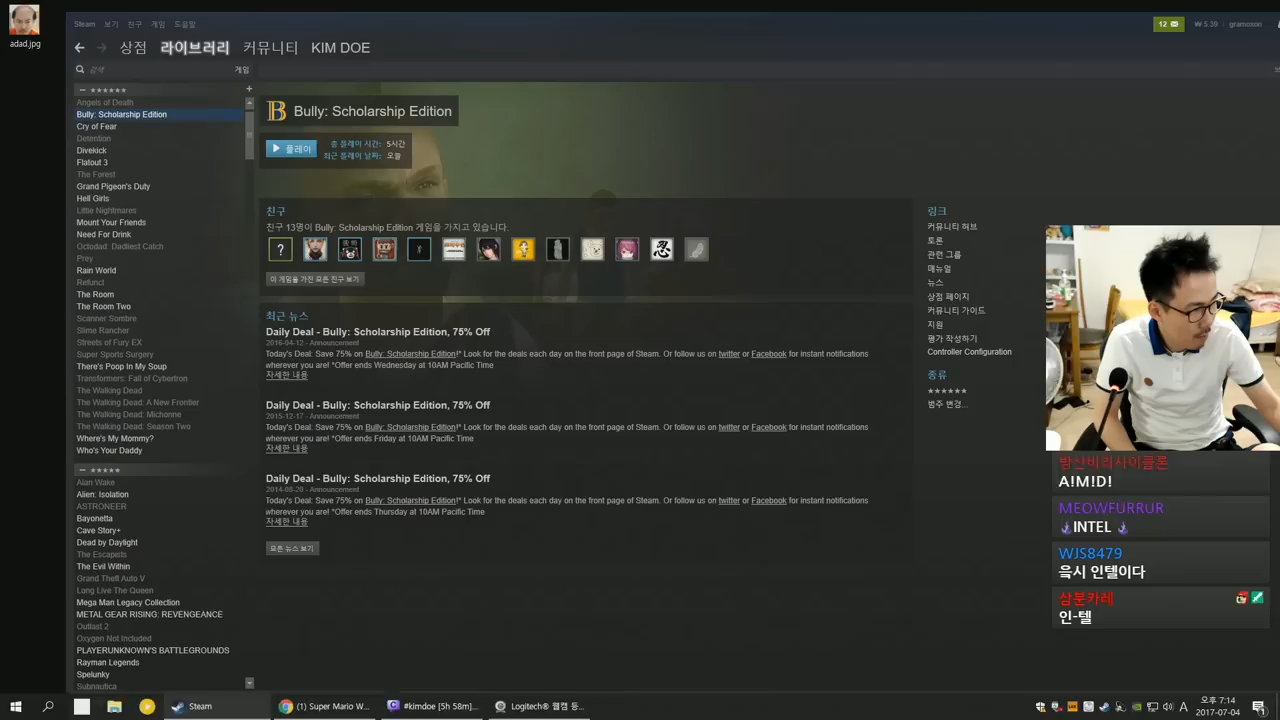 adad.jpg
Steam 보기 친구 게임 도움말
12
₩ 5.39
gramoxon
상점 라이브러리 커뮤니티 KIM DOE
검색
게임
— ★★★★★★
Angels of Death
Bully: Scholarship Edition
Cry of Fear
Detention
Divekick
Flatout 3
The Forest
Grand Pigeon's Duty
Hell Girls
Little Nightmares
Mount Your Friends
Need For Drink
Octodad: Dadliest Catch
Prey
Rain World
Refunct
The Room
The Room Two
Scanner Sombre
Slime Rancher
Streets of Fury EX
Super Sports Surgery
There's Poop In My Soup
Transformers: Fall of Cybertron
The Walking Dead
The Walking Dead: A New Frontier
The Walking Dead: Michonne
The Walking Dead: Season Two
Where's My Mommy?
Who's Your Daddy
— ★★★★★
Alan Wake
Alien: Isolation
ASTRONEER
Bayonetta
Cave Story+
Dead by Daylight
The Escapists
The Evil Within
Grand Theft Auto V
Long Live The Queen
Mega Man Legacy Collection
METAL GEAR RISING: REVENGEANCE
Outlast 2
Oxygen Not Included
PLAYERUNKNOWN'S BATTLEGROUNDS
Rayman Legends
Spelunky
Subnautica
B Bully: Scholarship Edition
플레이
총 플레이 시간: 5시간
최근 플레이 날짜: 오늘
친구
친구 13명이 Bully: Scholarship Edition 게임을 가지고 있습니다.
?
忍
이 게임을 가진 모든 친구 보기
최근 뉴스
Daily Deal - Bully: Scholarship Edition, 75% Off
2016-04-12 - Announcement
Today's Deal: Save 75% on Bully: Scholarship Edition!* Look for the deals each day on the front page of Steam. Or follow us on twitter or Facebook for instant notifications
wherever you are! *Offer ends Wednesday at 10AM Pacific Time
자세한 내용
Daily Deal - Bully: Scholarship Edition, 75% Off
2015-12-17 - Announcement
Today's Deal: Save 75% on Bully: Scholarship Edition!* Look for the deals each day on the front page of Steam. Or follow us on twitter or Facebook for instant notifications
wherever you are! *Offer ends Friday at 10AM Pacific Time
자세한 내용
Daily Deal - Bully: Scholarship Edition, 75% Off
2014-08-20 - Announcement
Today's Deal: Save 75% on Bully: Scholarship Edition!* Look for the deals each day on the front page of Steam. Or follow us on twitter or Facebook for instant notifications
wherever you are! *Offer ends Thursday at 10AM Pacific Time
자세한 내용
모든 뉴스 보기
링크
커뮤니티 허브
토론
관련 그룹
매뉴얼
뉴스
상점 페이지
커뮤니티 가이드
지원
평가 작성하기
Controller Configuration
종류
★★★★★★
범주 변경...
방산비리사이클론
A!M!D!
MEOWFURRUR
INTEL
WJS8479
윽시 인텔이다
삼분카레
인-텔
Steam
(1) Super Mario W...
#kimdoe [5h 58m]...
Logitech® 웹캠 등...
A
오후 7:14
2017-07-04